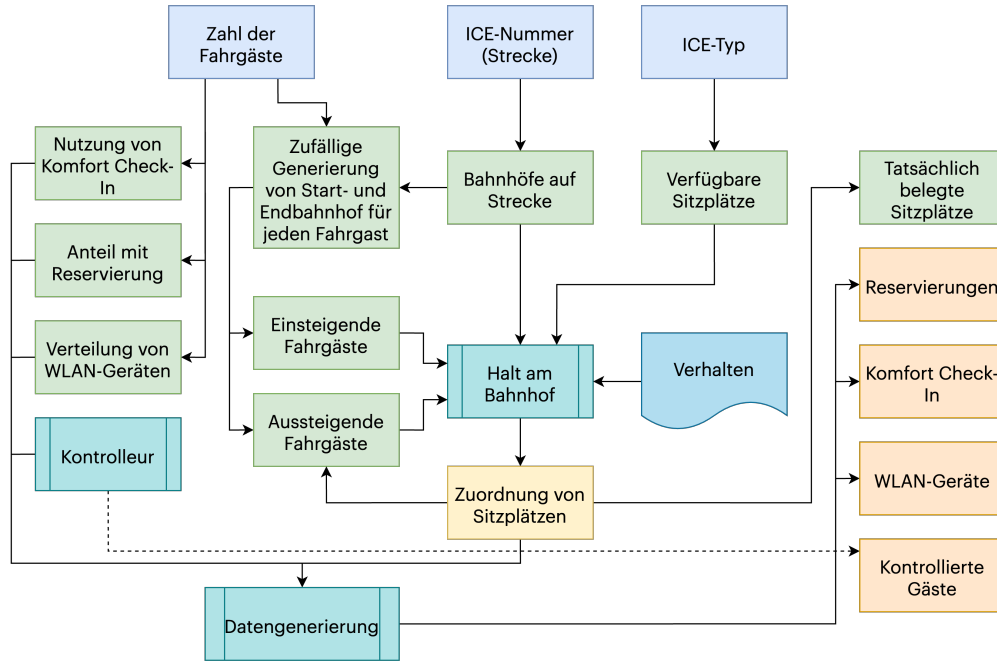 Zahl der
Fahrgäste
ICE-Nummer
(Strecke)
ICE-Typ
Nutzung von
Komfort Check-
In
Zufällige
Generierung
von Start- und
Endbahnhof für
jeden Fahrgast
Bahnhöfe auf
Strecke
Verfügbare
Sitzplätze
Tatsächlich
belegte
Sitzplätze
Anteil mit
Reservierung
Reservierungen
Verteilung von
WLAN-Geräten
Einsteigende
Fahrgäste
Halt am
Bahnhof
Verhalten
Komfort Check-
In
Kontrolleur
Aussteigende
Fahrgäste
Zuordnung von
Sitzplätzen
WLAN-Geräte
Kontrollierte
Gäste
Datengenerierung